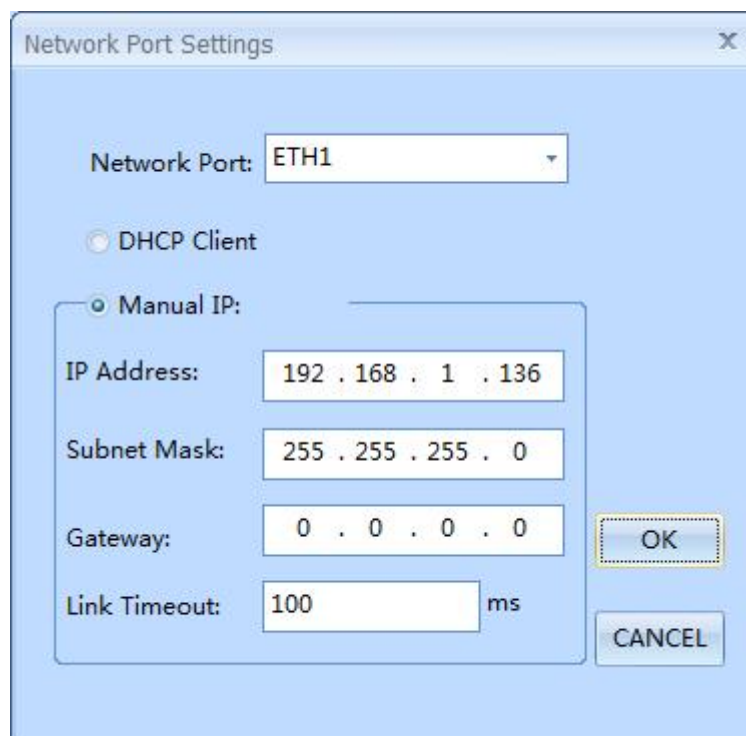 Network Port Settings x
Network Port: ETH1
DHCP Client
Manual IP:
IP Address: 192 . 168 . 1 . 136
Subnet Mask: 255 . 255 . 255 . 0
Gateway: 0 . 0 . 0 . 0
OK
Link Timeout: 100 ms
CANCEL